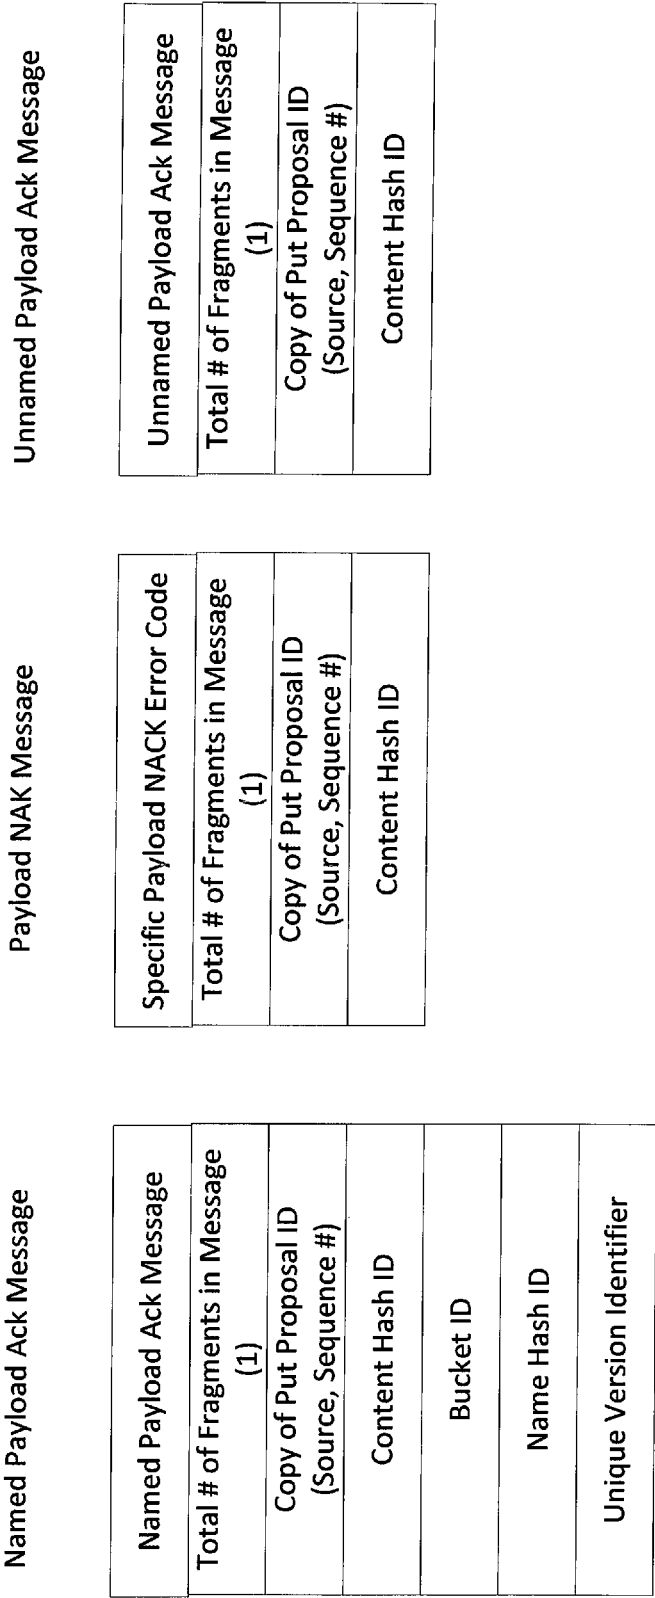 Named Payload Ack Message
Named Payload Ack Message
Total # of Fragments in Message
(1)
Copy of Put Proposal ID
(Source, Sequence #)
Content Hash ID
Bucket ID
Name Hash ID
Unique Version Identifier
Payload NAK Message
Specific Payload NACK Error Code
Total # of Fragments in Message
(1)
Copy of Put Proposal ID
(Source, Sequence #)
Content Hash ID
Unnamed Payload Ack Message
Unnamed Payload Ack Message
Total # of Fragments in Message
(1)
Copy of Put Proposal ID
(Source, Sequence #)
Content Hash ID